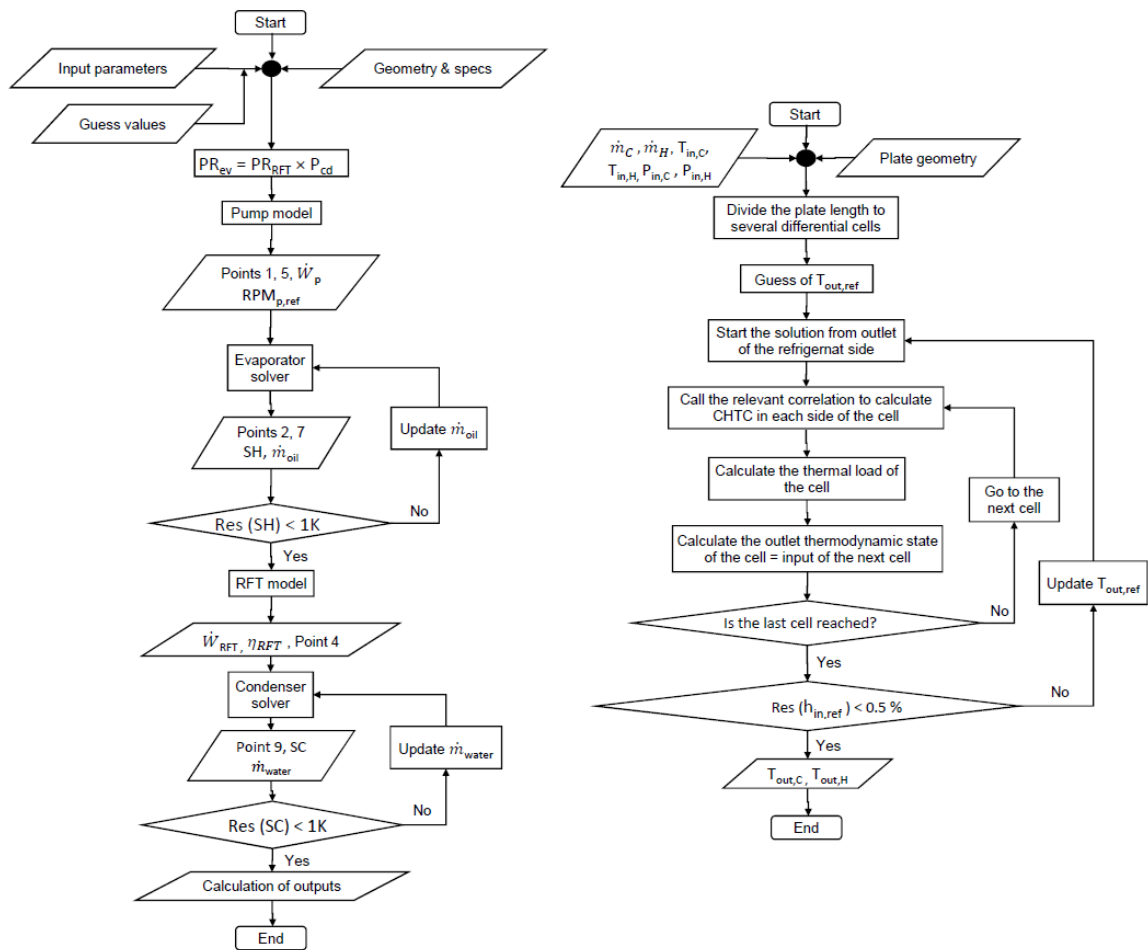 Start
Input parameters
Geometry & specs
Guess values
PR_ev = PR_RFT × P_cd
Pump model
Points 1, 5, Ẇ_p
RPM_p,ref
Evaporator
solver
Points 2, 7
SH, ṁ_oil
Update ṁ_oil
Res (SH) < 1K
No
Yes
RFT model
Ẇ_RFT, η_RFT , Point 4
Condenser
solver
Point 9, SC
ṁ_water
Update ṁ_water
Res (SC) < 1K
No
Yes
Calculation of outputs
End
Start
ṁ_C , ṁ_H, T_in,C,
T_in,H, P_in,C , P_in,H
Plate geometry
Divide the plate length to
several differential cells
Guess of T_out,ref
Start the solution from outlet
of the refrigernat side
Call the relevant correlation to calculate
CHTC in each side of the cell
Calculate the thermal load of
the cell
Go to the
next cell
Calculate the outlet thermodynamic state
of the cell = input of the next cell
Update T_out,ref
Is the last cell reached?
No
Yes
Res (h_in,ref ) < 0.5 %
No
Yes
T_out,C , T_out,H
End